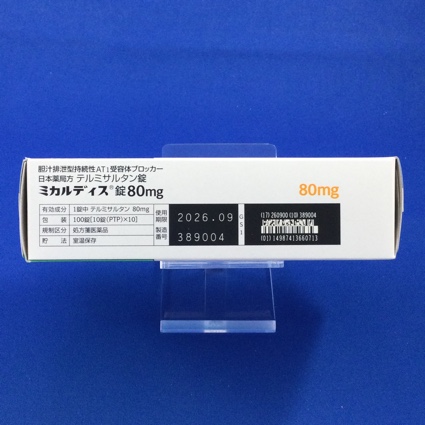 胆汁排泄型持続性AT1受容体ブロッカー
日本薬局方 テルミサルタン錠
ミカルディス®錠80mg
80mg
有効成分 1錠中 テルミサルタン 80mg
包装 100錠[10錠(PTP)×10]
規制区分 処方箋医薬品
貯法 室温保存
使用期限 2026.09
製造番号 389004
GS1
(17) 260900 (10) 389004
(01) 14987413660713